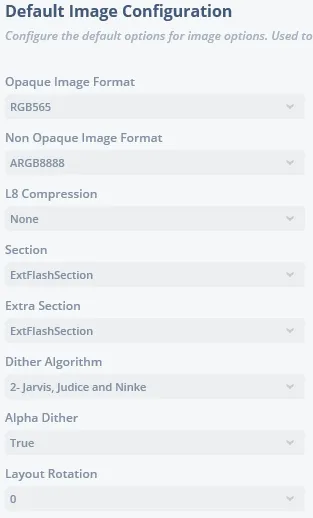 Default Image Configuration
Configure the default options for image options. Used to
Opaque Image Format
RGB565
Non Opaque Image Format
ARGB8888
L8 Compression
None
Section
ExtFlashSection
Extra Section
ExtFlashSection
Dither Algorithm
2- Jarvis, Judice and Ninke
Alpha Dither
True
Layout Rotation
0